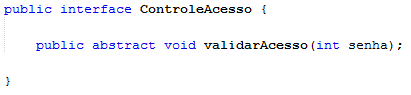 public interface ControleAcesso {
public abstract void validarAcesso(int senha);
}